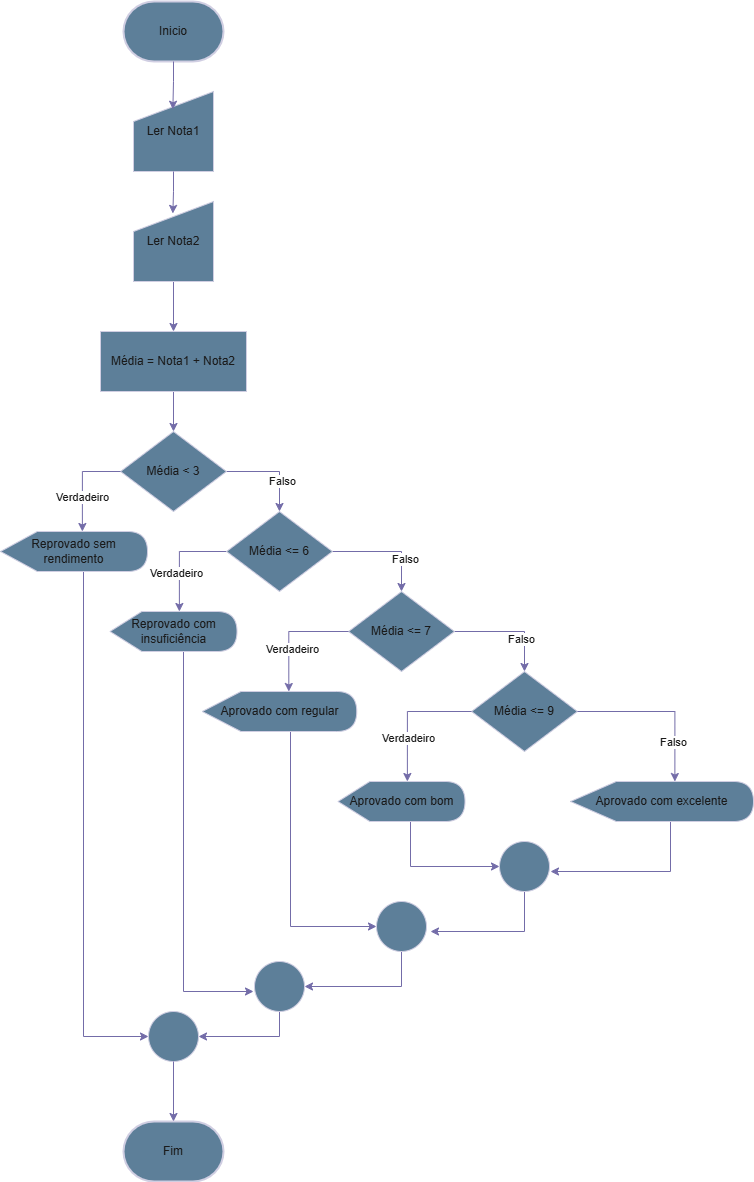 Inicio
Ler Nota1
Ler Nota2
Média = Nota1 + Nota2
Média < 3
Verdadeiro
Falso
Reprovado sem
rendimento
Média <= 6
Verdadeiro
Falso
Reprovado com
insuficiência
Média <= 7
Verdadeiro
Falso
Aprovado com regular
Média <= 9
Verdadeiro
Falso
Aprovado com bom
Aprovado com excelente
Fim